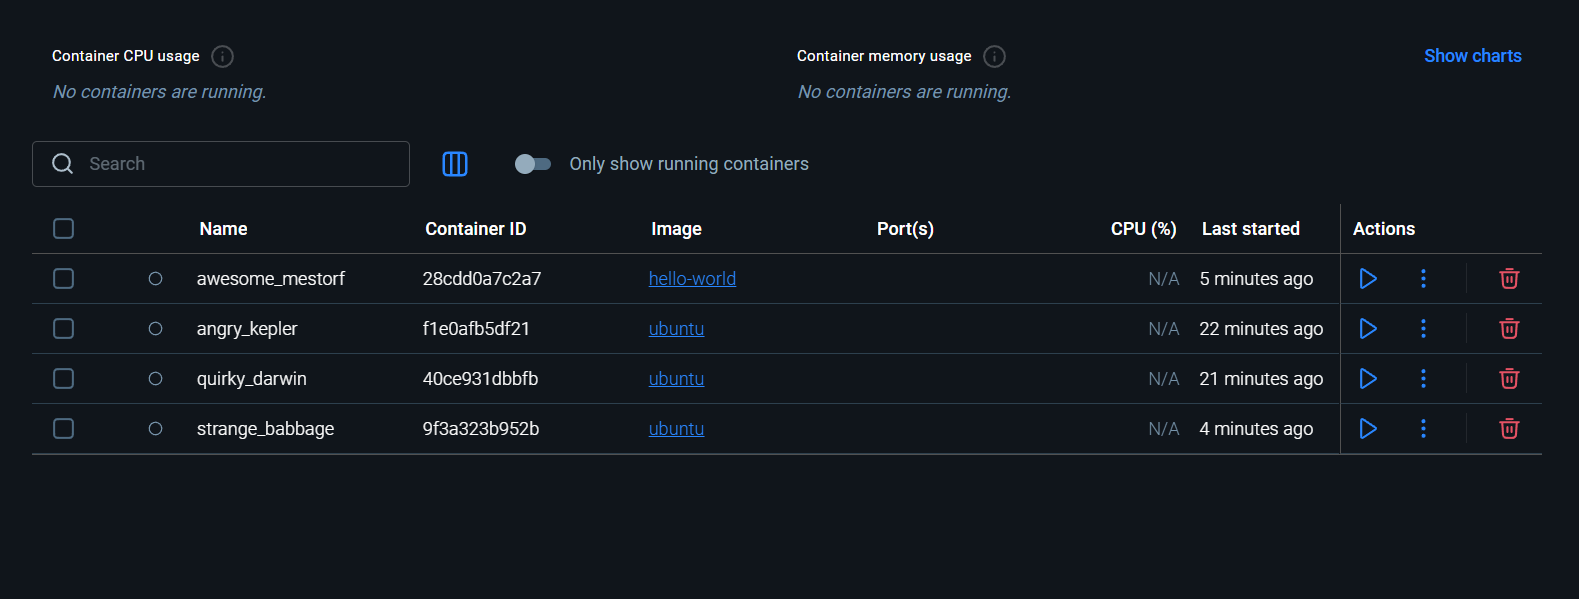 Container CPU usage
Container memory usage
Show charts
No containers are running.
No containers are running.
Search
Only show running containers
Name Container ID Image Port(s) CPU (%) Last started Actions
awesome_mestorf 28cdd0a7c2a7 hello-world N/A 5 minutes ago
angry_kepler f1e0afb5df21 ubuntu N/A 22 minutes ago
quirky_darwin 40ce931dbbfb ubuntu N/A 21 minutes ago
strange_babbage 9f3a323b952b ubuntu N/A 4 minutes ago